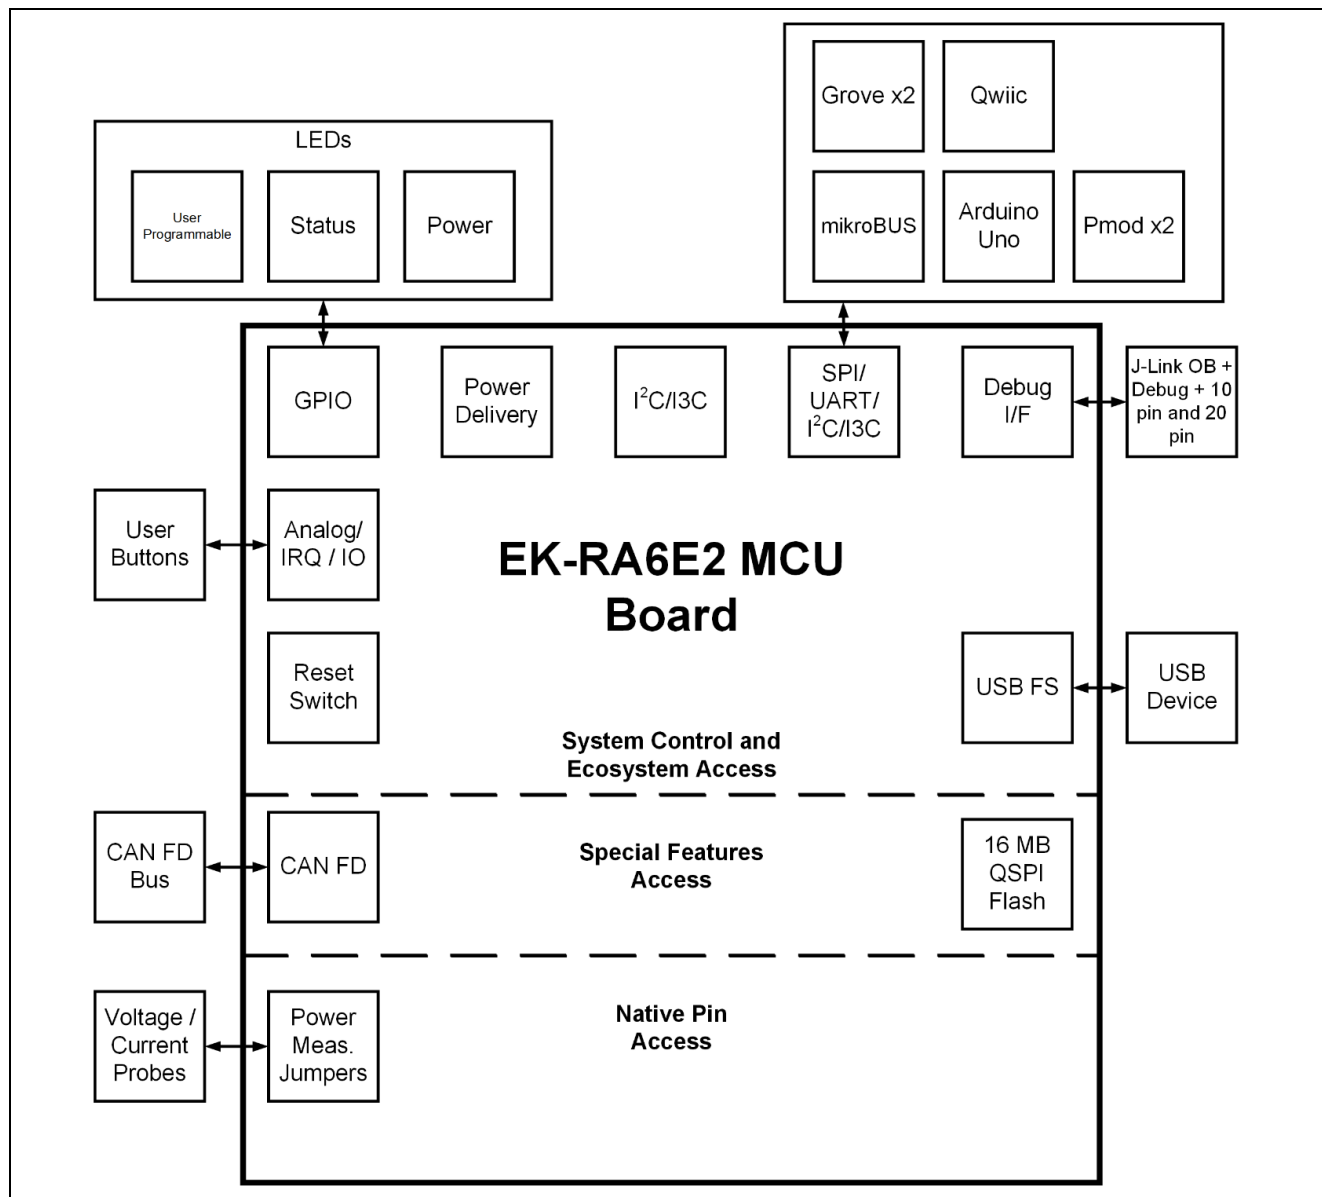 Grove x2
Qwiic
LEDs
User
Programmable
Status
Power
mikroBUS
Arduino
Uno
Pmod x2
GPIO
Power
Delivery
I²C/I3C
SPI/
UART/
I²C/I3C
Debug
I/F
J-Link OB +
Debug + 10
pin and 20
pin
User
Buttons
Analog/
IRQ / IO
EK-RA6E2 MCU
Board
Reset
Switch
USB FS
USB
Device
System Control and
Ecosystem Access
CAN FD
Bus
CAN FD
Special Features
Access
16 MB
QSPI
Flash
Voltage /
Current
Probes
Power
Meas.
Jumpers
Native Pin
Access